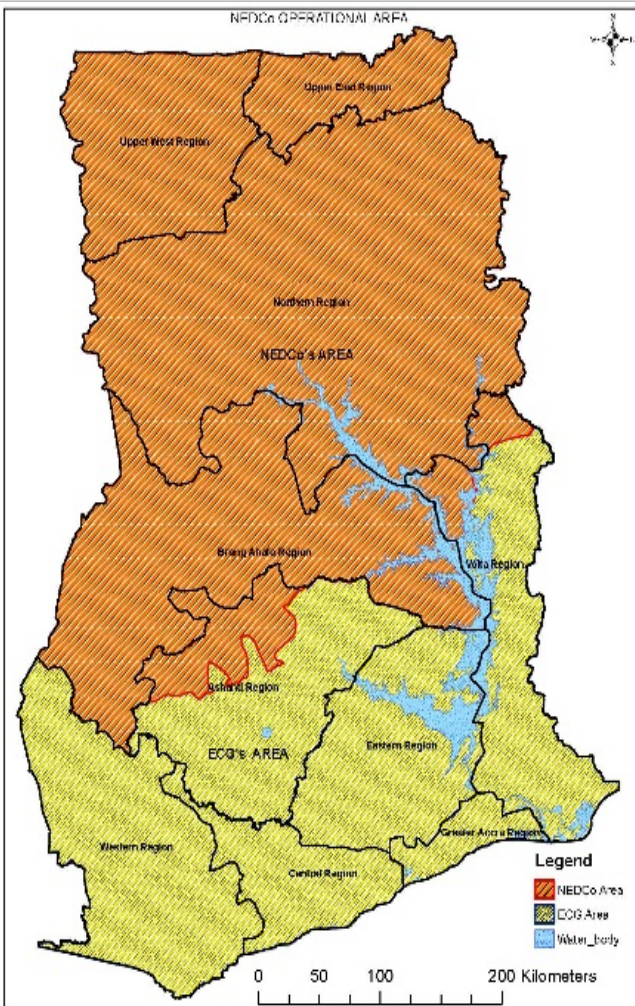 NEDCo OPERATIONAL AREA
Upper East Region
Upper West Region
Northern Region
NEDCo's AREA
Brong Ahafo Region
Volta Region
Ashanti Region
ECG's AREA
Eastern Region
Greater Accra Region
Western Region
Central Region
Legend
NEDCo Area
ECG Area
Water_body
0 50 100 200 Kilometers